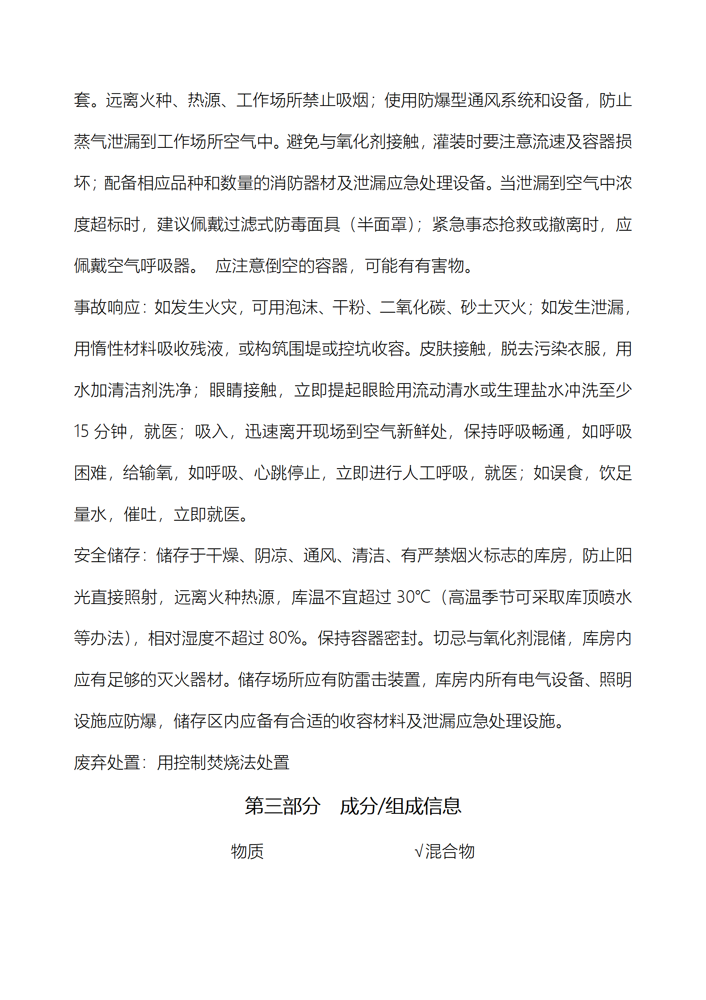 套。远离火种、热源、工作场所禁止吸烟；使用防爆型通风系统和设备，防止
蒸气泄漏到工作场所空气中。避免与氧化剂接触，灌装时要注意流速及容器损
坏；配备相应品种和数量的消防器材及泄漏应急处理设备。当泄漏到空气中浓
度超标时，建议佩戴过滤式防毒面具（半面罩）；紧急事态抢救或撤离时，应
佩戴空气呼吸器。 应注意倒空的容器，可能有有害物。
事故响应：如发生火灾，可用泡沫、干粉、二氧化碳、砂土灭火；如发生泄漏，
用惰性材料吸收残液，或构筑围堤或控坑收容。皮肤接触，脱去污染衣服，用
水加清洁剂洗净；眼睛接触，立即提起眼睑用流动清水或生理盐水冲洗至少
15 分钟，就医；吸入，迅速离开现场到空气新鲜处，保持呼吸畅通，如呼吸
困难，给输氧，如呼吸、心跳停止，立即进行人工呼吸，就医；如误食，饮足
量水，催吐，立即就医。
安全储存：储存于干燥、阴凉、通风、清洁、有严禁烟火标志的库房，防止阳
光直接照射，远离火种热源，库温不宜超过 30℃（高温季节可采取库顶喷水
等办法），相对湿度不超过 80%。保持容器密封。切忌与氧化剂混储，库房内
应有足够的灭火器材。储存场所应有防雷击装置，库房内所有电气设备、照明
设施应防爆，储存区内应备有合适的收容材料及泄漏应急处理设施。
废弃处置：用控制焚烧法处置
第三部分 成分/组成信息
物质 √混合物